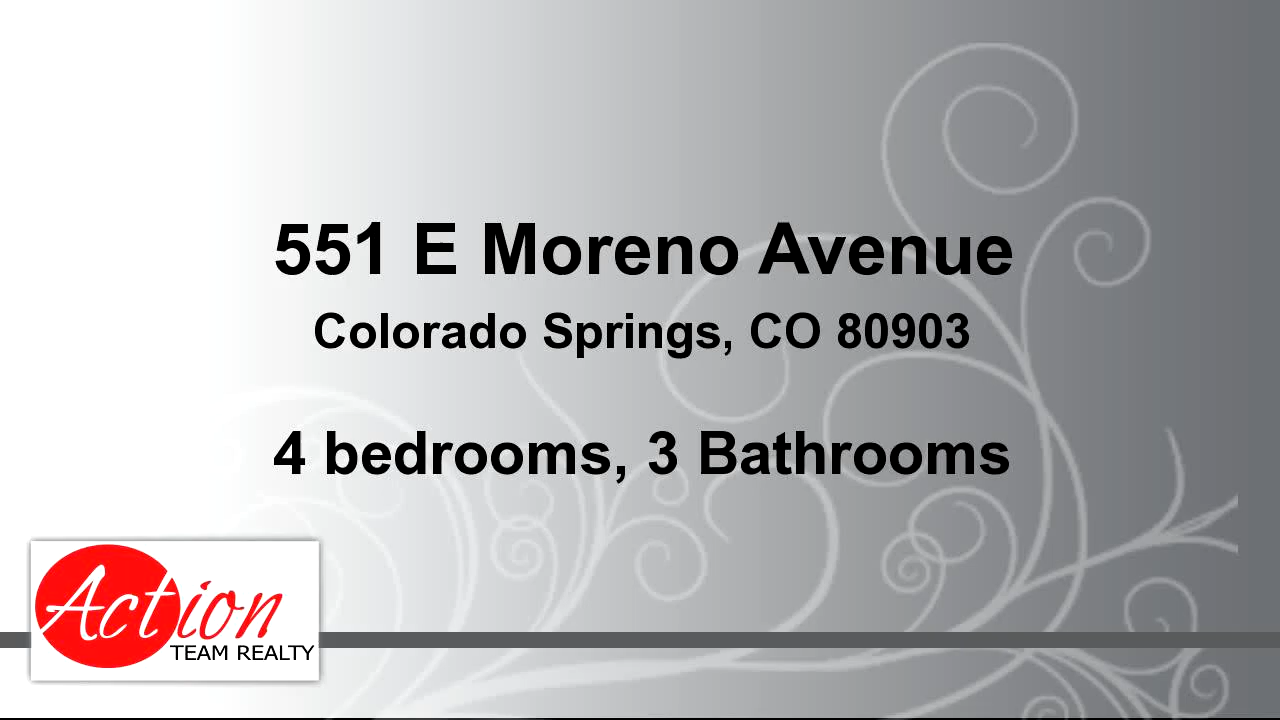 551 E Moreno Avenue
Colorado Springs, CO 80903
4 bedrooms, 3 Bathrooms
Action
TEAM REALTY